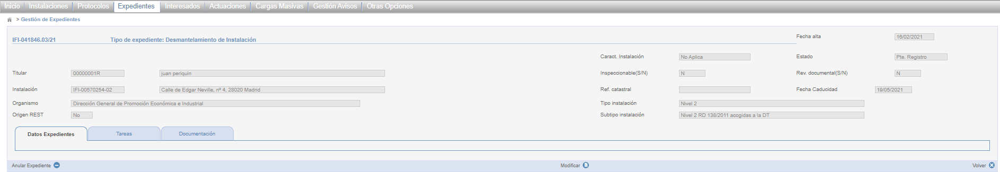 Inicio Instalaciones Protocolos Expedientes Interesados Actuaciones Cargas Masivas Gestión Avisos Otras Opciones
> Gestión de Expedientes
IFI-041846.03/21 Tipo de expediente: Desmantelamiento de Instalación Fecha alta 16/02/2021
Caract. Instalación No Aplica Estado Pte. Registro
Titular 00000001R juan periquin Inspeccionable(S/N) N Rev. documental(S/N) N
Instalación IFI-00570254-02 Calle de Edgar Neville, nº 4, 28020 Madrid Ref. catastral Fecha Caducidad 19/05/2021
Organismo Dirección General de Promoción Económica e Industrial Tipo instalación Nivel 2
Origen REST No Subtipo instalación Nivel 2 RD 138/2011 acogidas a la DT
Datos Expedientes Tareas Documentación
Anular Expediente Modificar Volver